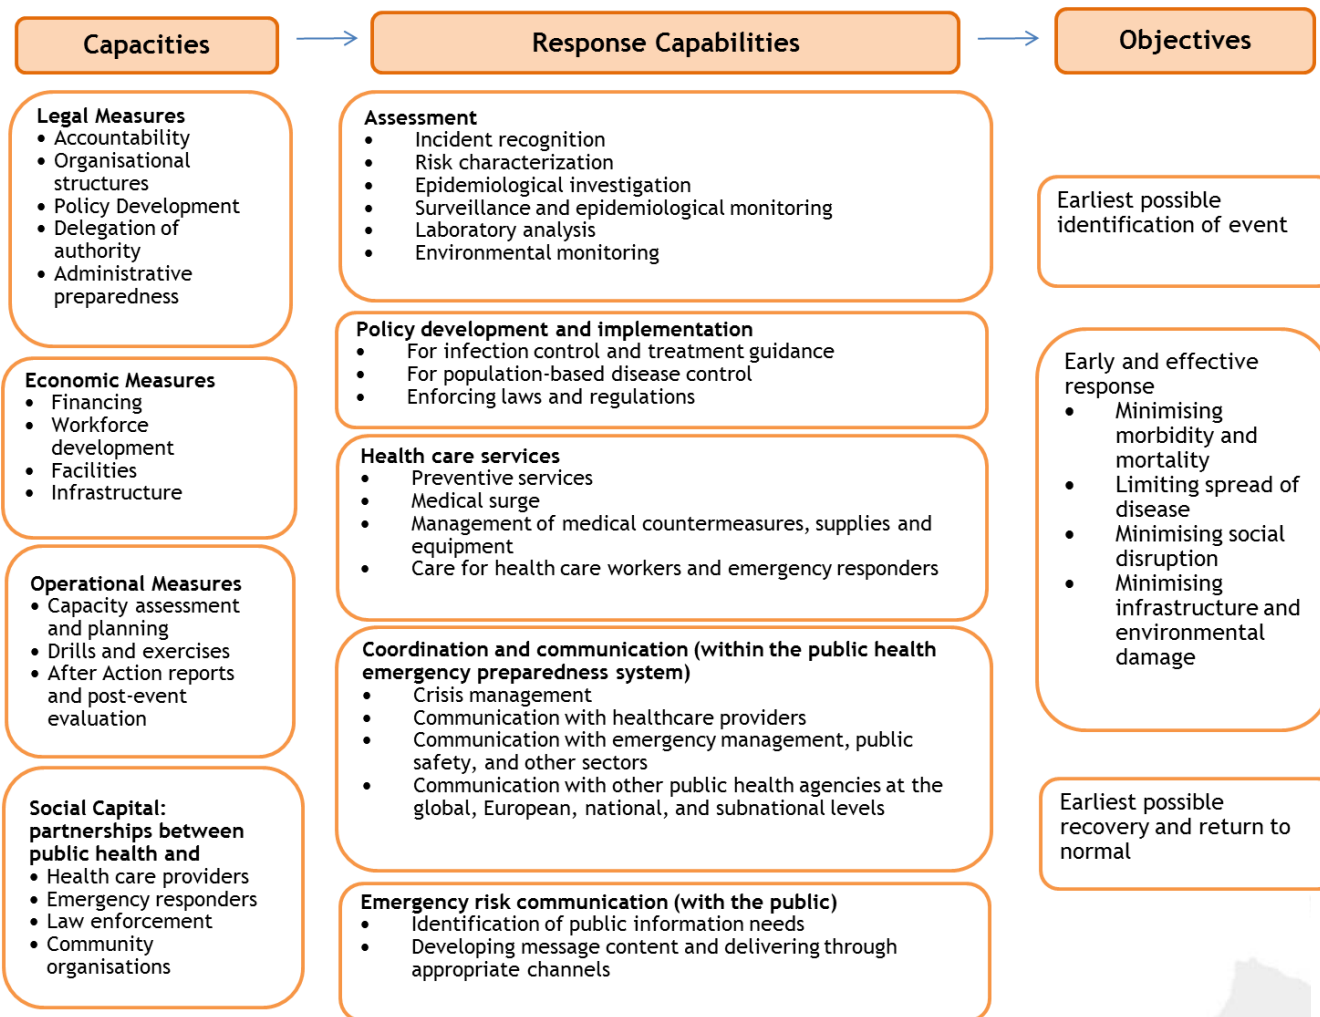 Capacities
Response Capabilities
Objectives
Legal Measures
• Accountability
• Organisational
structures
• Policy Development
• Delegation of
authority
• Administrative
preparedness
Economic Measures
• Financing
• Workforce
development
• Facilities
• Infrastructure
Operational Measures
• Capacity assessment
and planning
• Drills and exercises
• After Action reports
and post-event
evaluation
Social Capital:
partnerships between
public health and
• Health care providers
• Emergency responders
• Law enforcement
• Community
organisations
Assessment
• Incident recognition
• Risk characterization
• Epidemiological investigation
• Surveillance and epidemiological monitoring
• Laboratory analysis
• Environmental monitoring
Policy development and implementation
• For infection control and treatment guidance
• For population-based disease control
• Enforcing laws and regulations
Health care services
• Preventive services
• Medical surge
• Management of medical countermeasures, supplies and
equipment
• Care for health care workers and emergency responders
Coordination and communication (within the public health
emergency preparedness system)
• Crisis management
• Communication with healthcare providers
• Communication with emergency management, public
safety, and other sectors
• Communication with other public health agencies at the
global, European, national, and subnational levels
Emergency risk communication (with the public)
• Identification of public information needs
• Developing message content and delivering through
appropriate channels
Earliest possible
identification of event
Early and effective
response
• Minimising
morbidity and
mortality
• Limiting spread of
disease
• Minimising social
disruption
• Minimising
infrastructure and
environmental
damage
Earliest possible
recovery and return to
normal